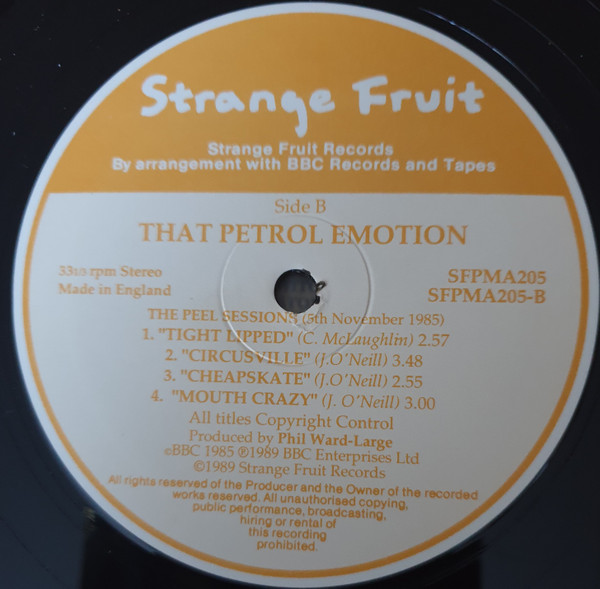 Strange Fruit
Strange Fruit Records
By arrangement with BBC Records and Tapes
Side B
THAT PETROL EMOTION
33 rpm Stereo
Made in England
SFPMA205
SFPMA205-B
THE PEEL SESSIONS (5th November 1985)
1. "TIGHT LIPPED" (C. McLaughlin) 2.57
2. "CIRCUSVILLE" (J.O'Neill) 3.48
3. "CHEAPSKATE" (J.O'Neill) 2.55
4. "MOUTH CRAZY" (J. O'Neill) 3.00
All titles Copyright Control
Produced by Phil Ward-Large
©BBC 1985 ℗1989 BBC Enterprises Ltd
©1989 Strange Fruit Records
All rights reserved of the Producer and the Owner of the recorded
works reserved. All unauthorised copying,
public performance, broadcasting,
hiring or rental of
this recording
prohibited.